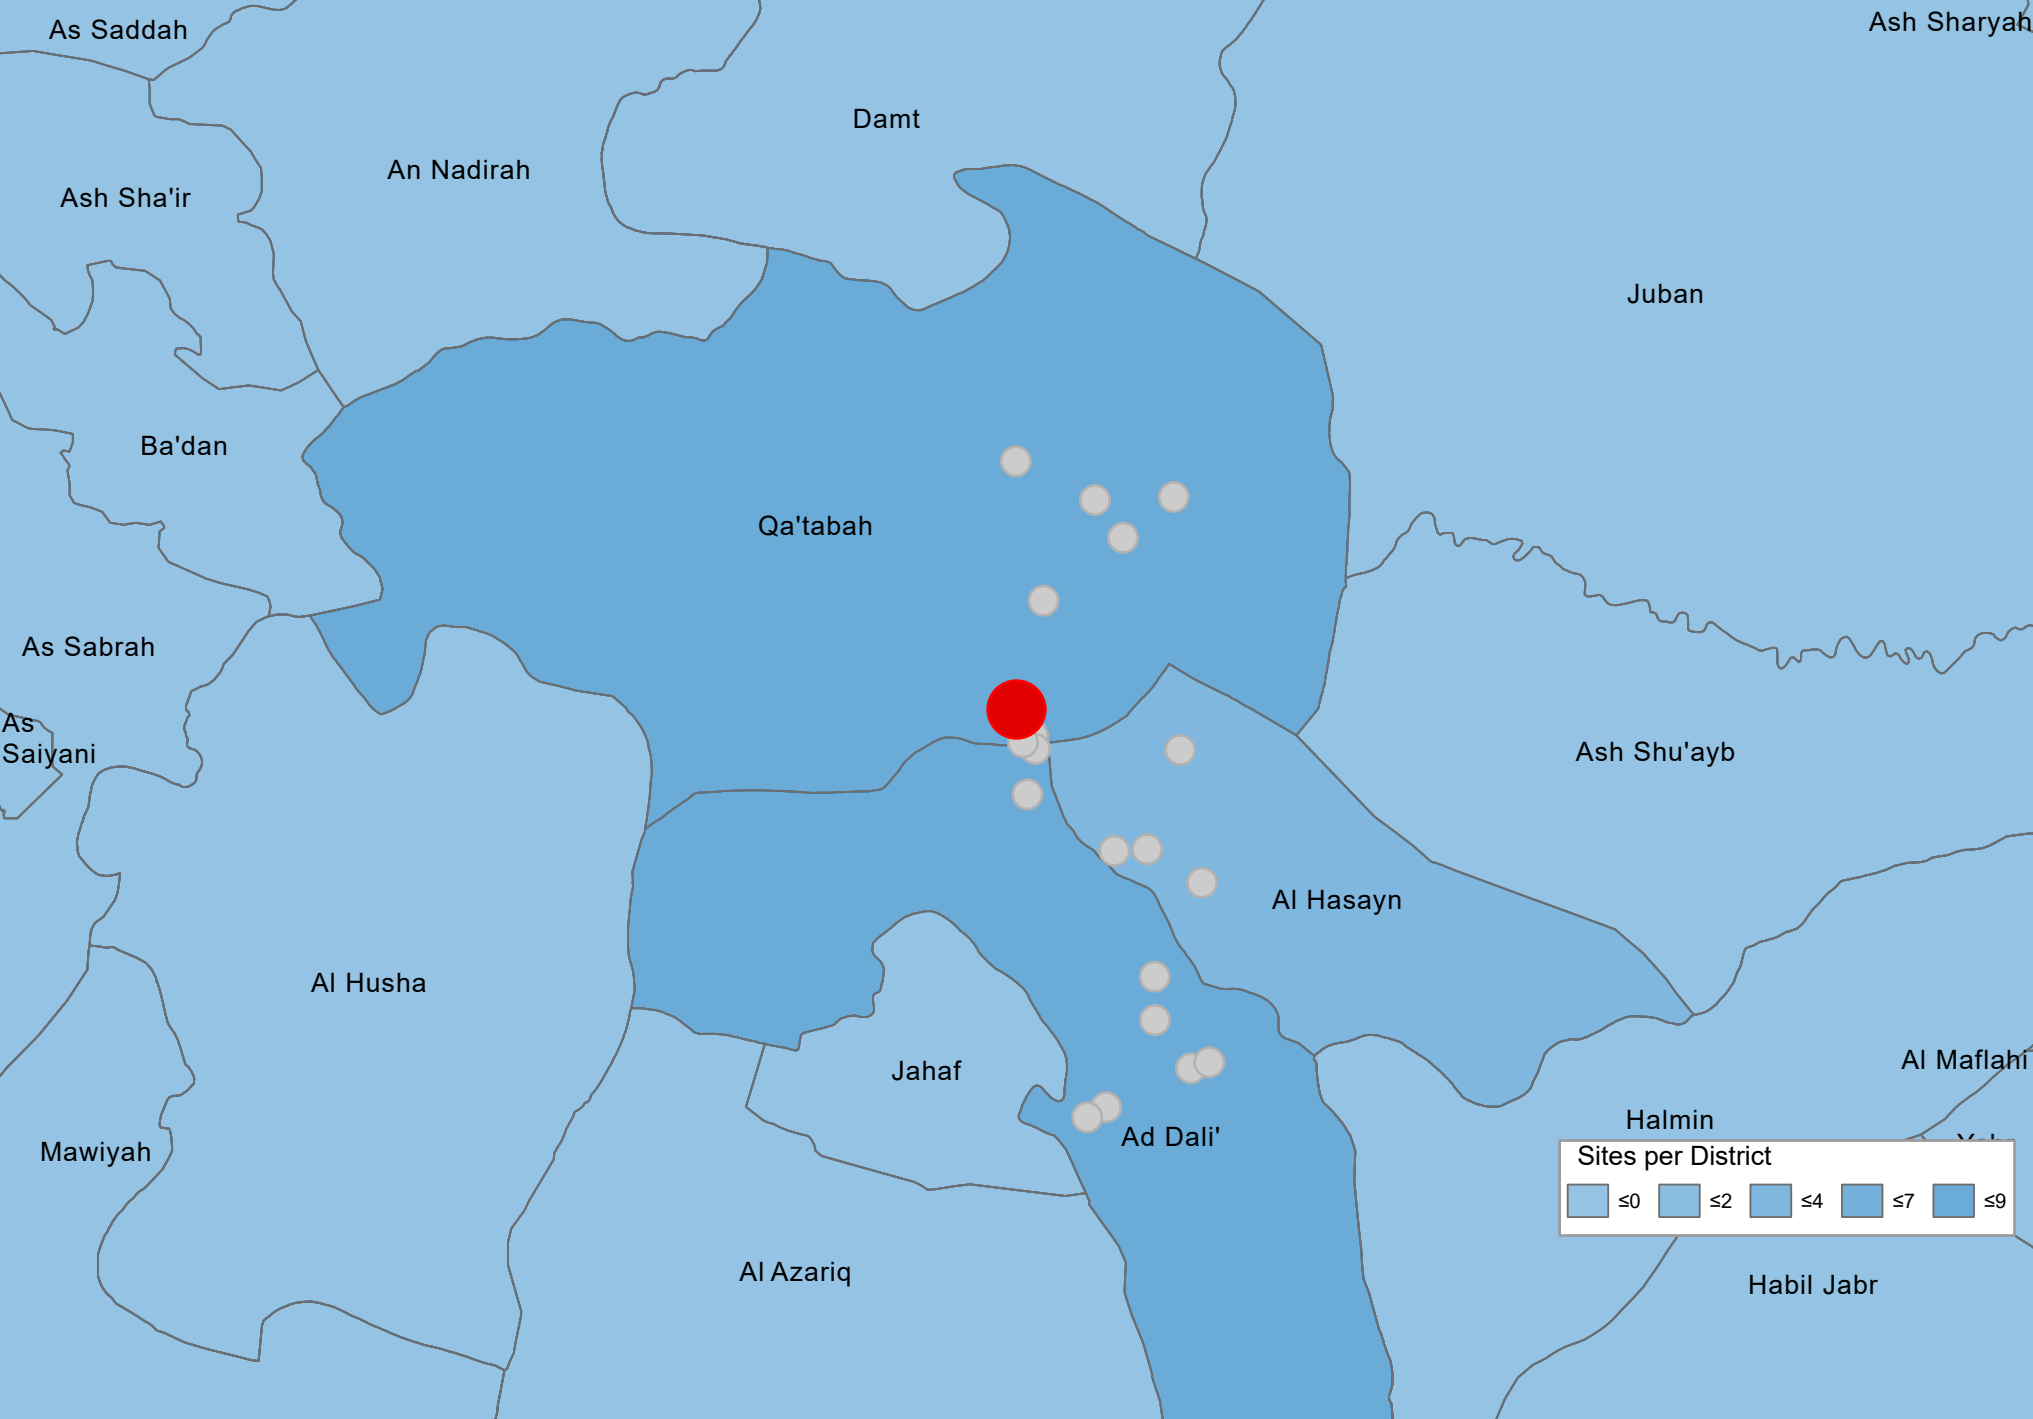 As Saddah
Ash Sharyah
Damt
An Nadirah
Ash Sha'ir
Juban
Ba'dan
Qa'tabah
As Sabrah
As
Saiyani
Ash Shu'ayb
Al Hasayn
Al Husha
Jahaf
Al Maflahi
Halmin
Ad Dali'
Mawiyah
Sites per District
≤0 ≤2 ≤4 ≤7 ≤9
Al Azariq
Habil Jabr